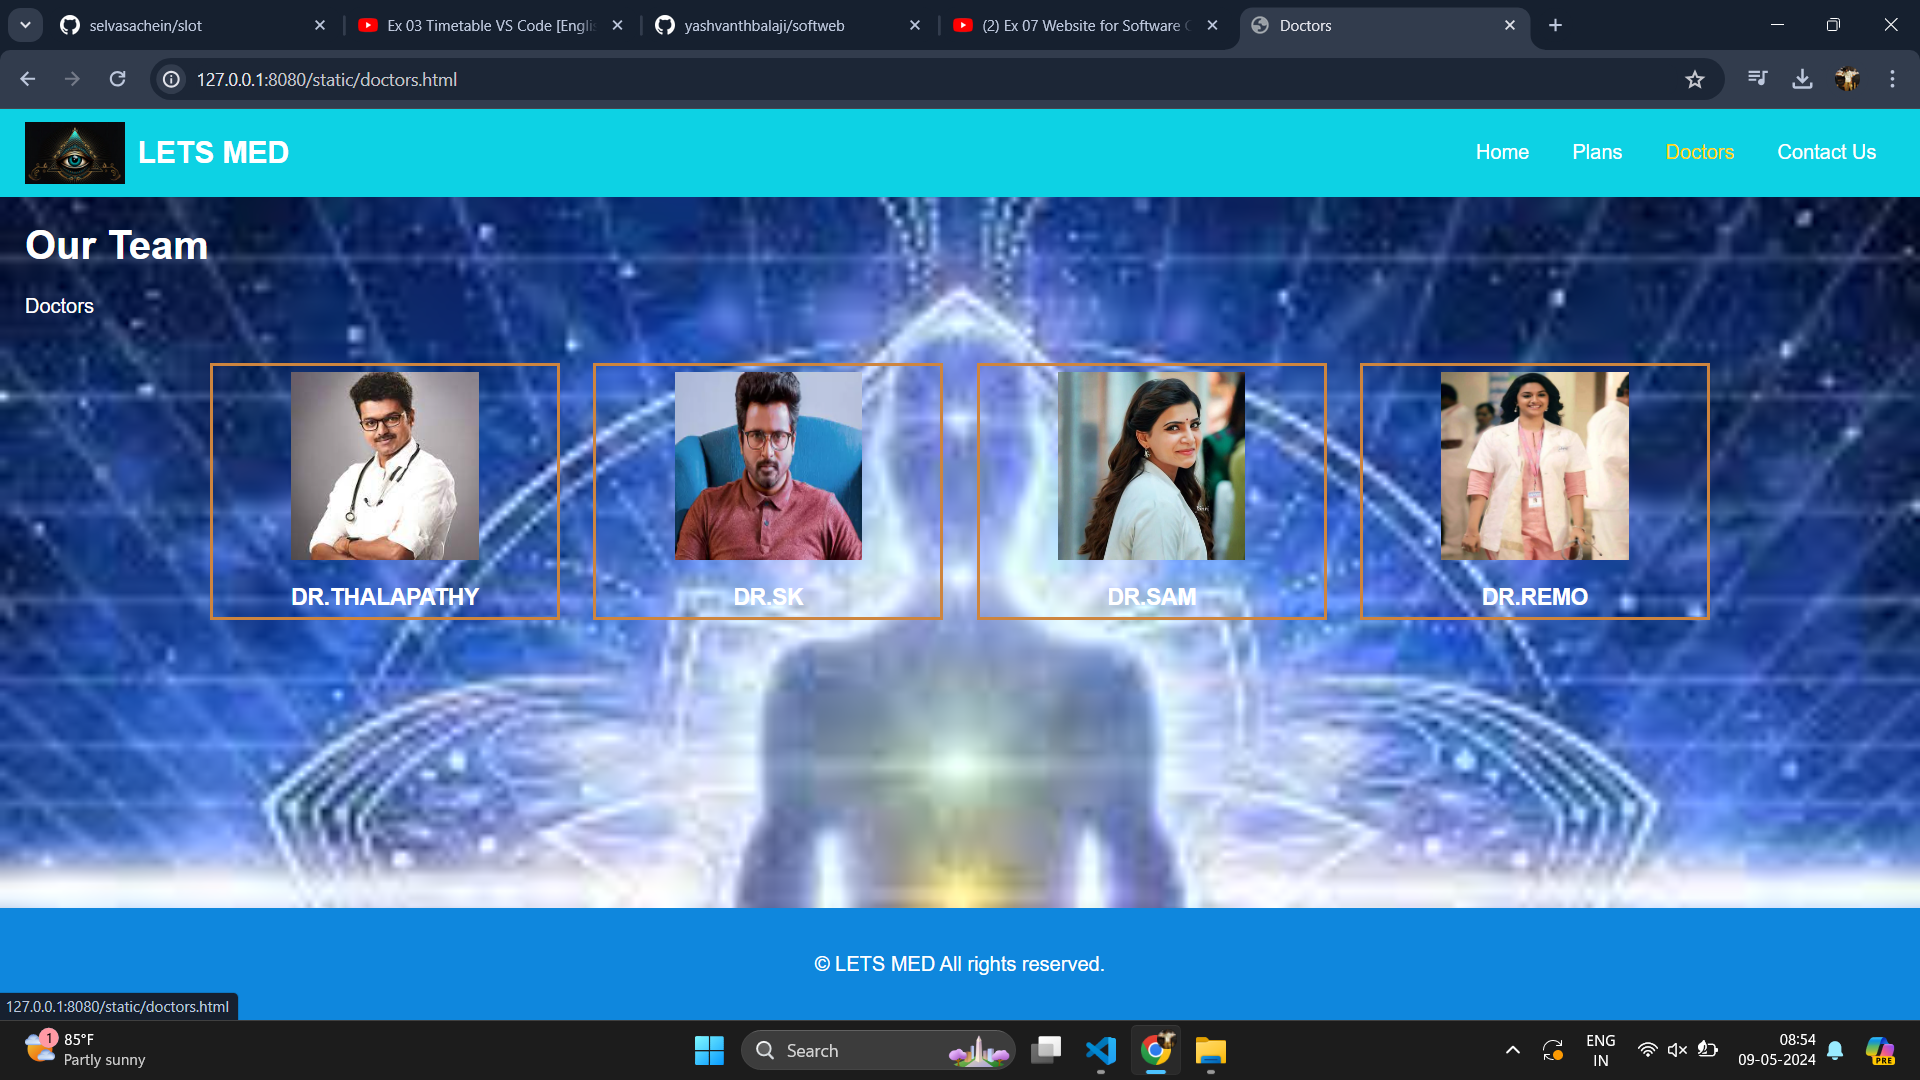 selvasachein/slot
Ex 03 Timetable VS Code [Engli
yashvanthbalaji/softweb
(2) Ex 07 Website for Software C
Doctors
127.0.0.1:8080/static/doctors.html
LETS MED
Home
Plans
Doctors
Contact Us
Our Team
Doctors
DR.THALAPATHY
DR.SK
DR.SAM
DR.REMO
© LETS MED All rights reserved.
127.0.0.1:8080/static/doctors.html
1
85°F
Partly sunny
Search
ENG
IN
08:54
09-05-2024
PRE